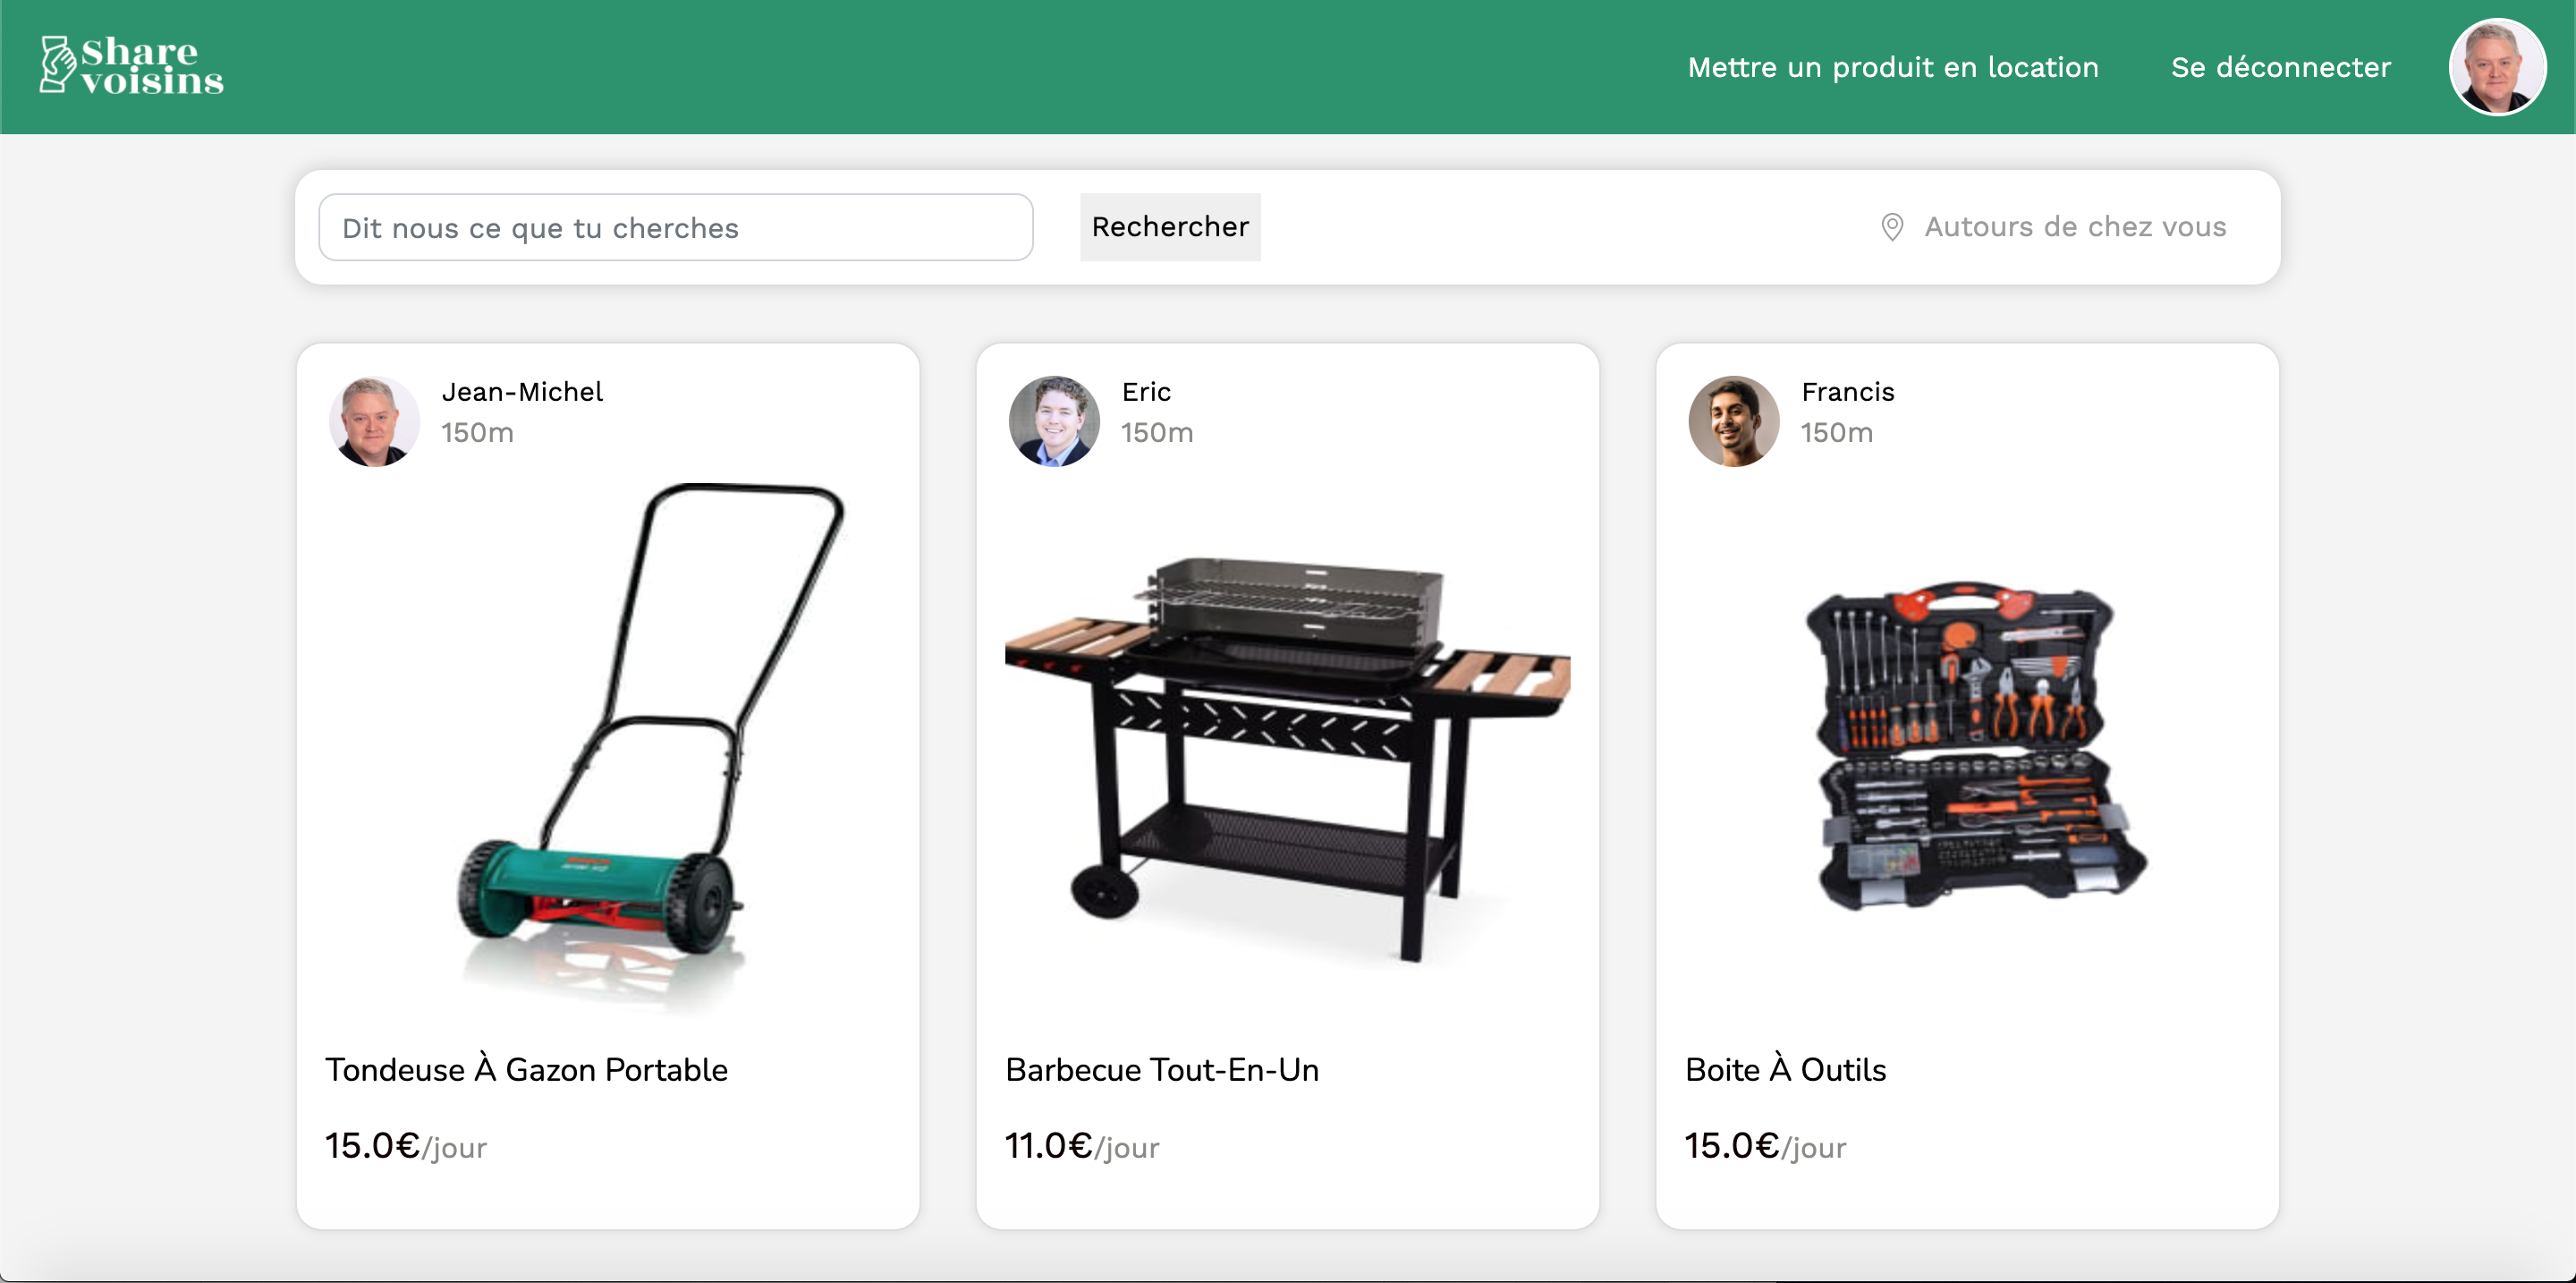 Share
voisins
Mettre un produit en location
Se déconnecter
Dit nous ce que tu cherches
Rechercher
Autours de chez vous
Jean-Michel
150m
Eric
150m
Francis
150m
Tondeuse À Gazon Portable
Barbecue Tout-En-Un
Boite À Outils
15.0€/jour
11.0€/jour
15.0€/jour